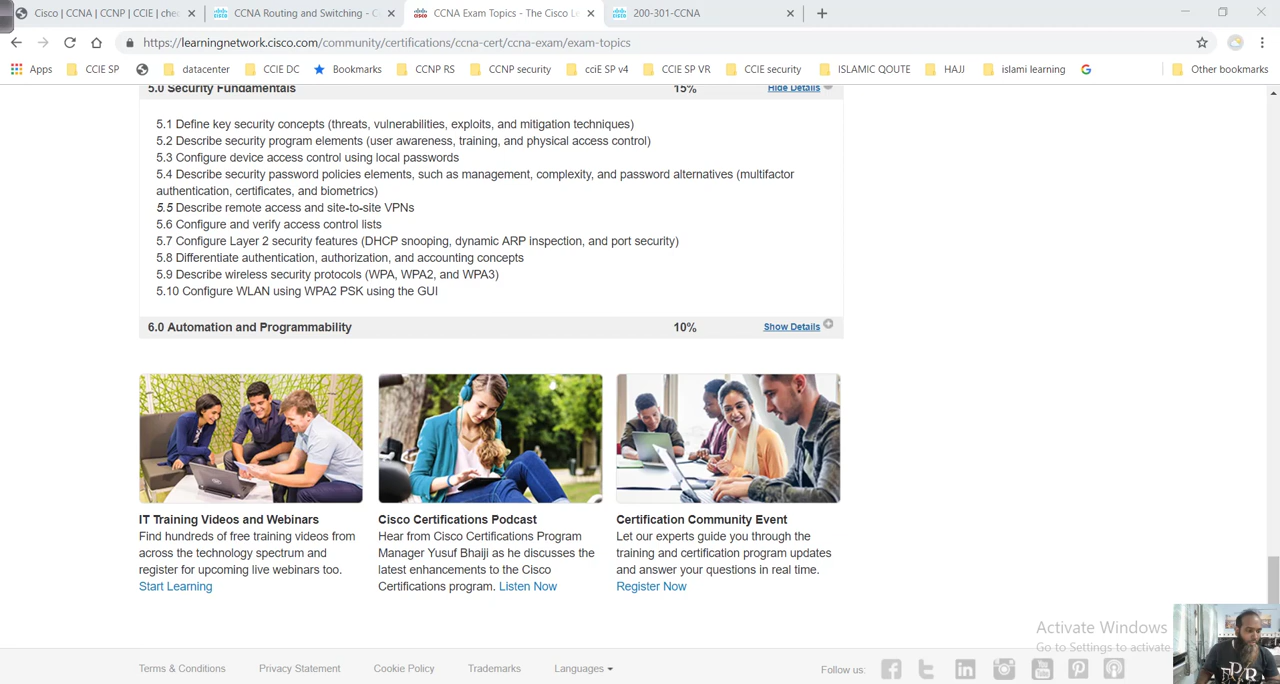 Cisco | CCNA | CCNP | CCIE | che
CCNA Routing and Switching - C
CCNA Exam Topics - The Cisco Le
200-301-CCNA
https://learningnetwork.cisco.com/community/certifications/ccna-cert/ccna-exam/exam-topics
Apps CCIE SP datacenter CCIE DC Bookmarks CCNP RS CCNP security cciE SP v4 CCIE SP VR CCIE security ISLAMIC QOUTE HAJJ islami learning Other bookmarks
5.0 Security Fundamentals 15% Hide Details
5.1 Define key security concepts (threats, vulnerabilities, exploits, and mitigation techniques)
5.2 Describe security program elements (user awareness, training, and physical access control)
5.3 Configure device access control using local passwords
5.4 Describe security password policies elements, such as management, complexity, and password alternatives (multifactor
authentication, certificates, and biometrics)
5.5 Describe remote access and site-to-site VPNs
5.6 Configure and verify access control lists
5.7 Configure Layer 2 security features (DHCP snooping, dynamic ARP inspection, and port security)
5.8 Differentiate authentication, authorization, and accounting concepts
5.9 Describe wireless security protocols (WPA, WPA2, and WPA3)
5.10 Configure WLAN using WPA2 PSK using the GUI
6.0 Automation and Programmability 10% Show Details
IT Training Videos and Webinars
Find hundreds of free training videos from
across the technology spectrum and
register for upcoming live webinars too.
Start Learning
Cisco Certifications Podcast
Hear from Cisco Certifications Program
Manager Yusuf Bhaiji as he discusses the
latest enhancements to the Cisco
Certifications program. Listen Now
Certification Community Event
Let our experts guide you through the
training and certification program updates
and answer your questions in real time.
Register Now
Activate Windows
Go to Settings to activate
Terms & Conditions Privacy Statement Cookie Policy Trademarks Languages Follow us: